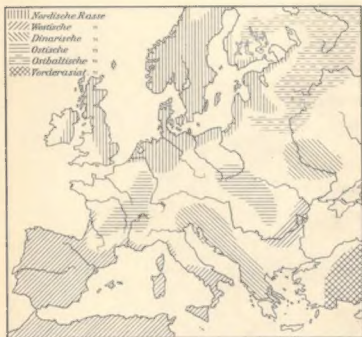 Nordische Rasse
Westische "
Dinarische "
Ostische "
Ostbaltische "
Vorderasiat "